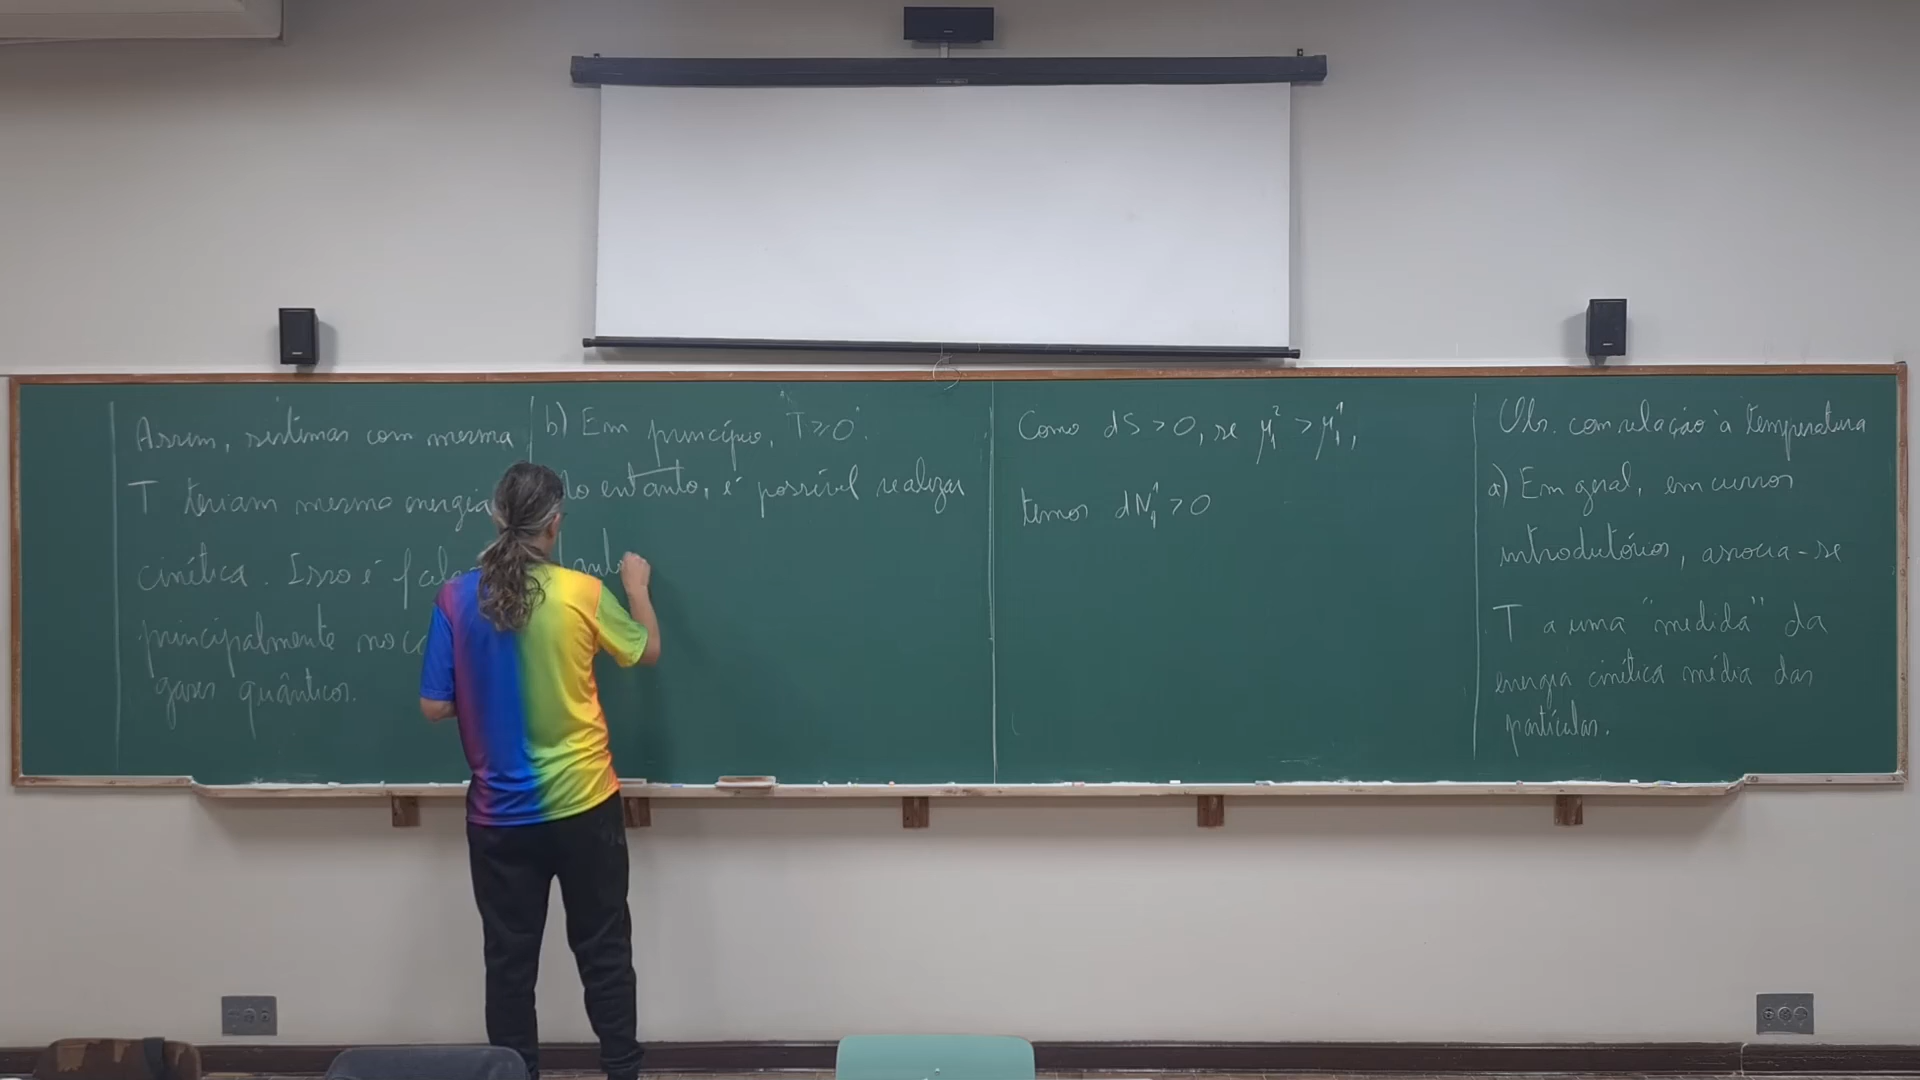 Assim, sistemas com mesma
T teriam mesma energia
cinética. Isso é
principalmente no
gases quânticos.
b) Em princípio, "T≥0".
entanto, é possível realizar
Como dS > 0, se μ₁² > μ₁¹,
temos dN₁¹ > 0
Obs. com relação à temperatura
a) Em geral, em cursos
introdutórios, associa-se
T a uma "medida" da
energia cinética média das
partículas.